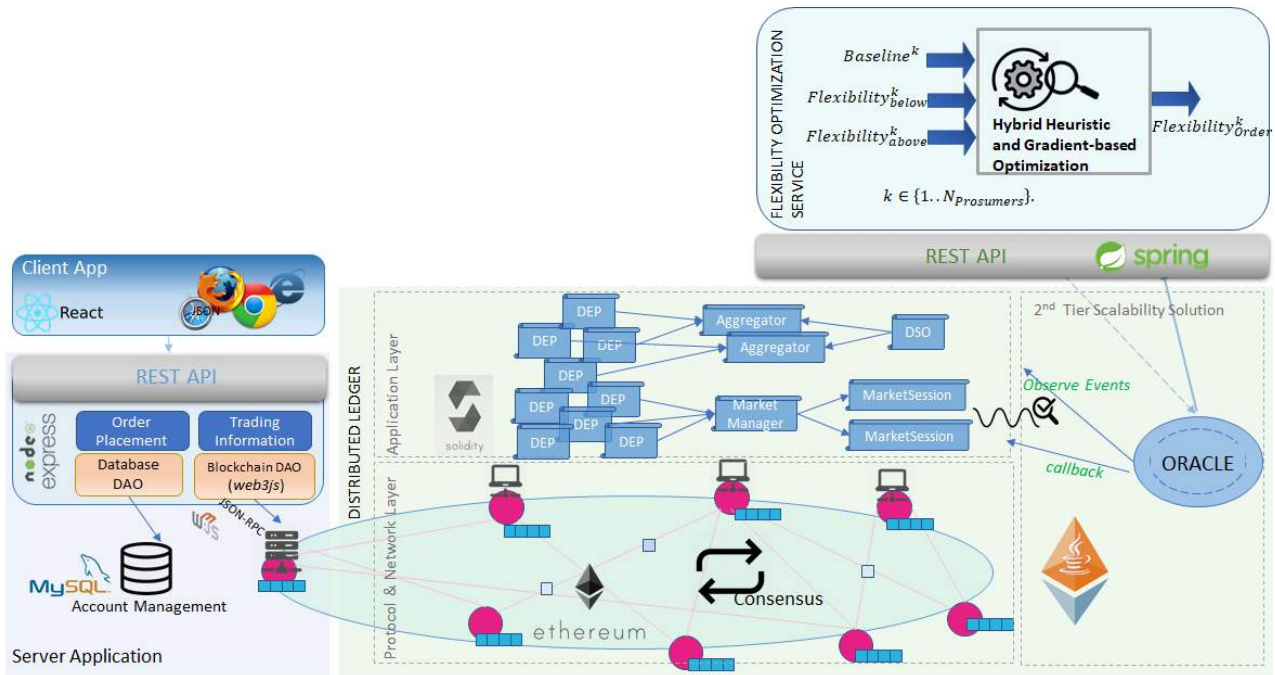 FLEXIBILITY OPTIMIZATION
SERVICE
Baseline^k
Flexibility^k_below
Flexibility^k_above
Hybrid Heuristic
and Gradient-based
Optimization
Flexibility^k_Order
k ∈ {1..N_Prosumers}.
REST API
spring
Client App
React
JSON
REST API
node
express
Order
Placement
Trading
Information
Database
DAO
Blockchain DAO
(web3js)
JSON-RPC
W3JS
MySQL
Account Management
Server Application
DISTRIBUTED LEDGER
Application Layer
solidity
DEP
DEP
DEP
DEP
DEP
DEP
DEP
DEP
DEP
Aggregator
Aggregator
DSO
Market
Manager
MarketSession
MarketSession
2nd Tier Scalability Solution
Observe Events
callback
ORACLE
Protocol & Network Layer
ethereum
Consensus